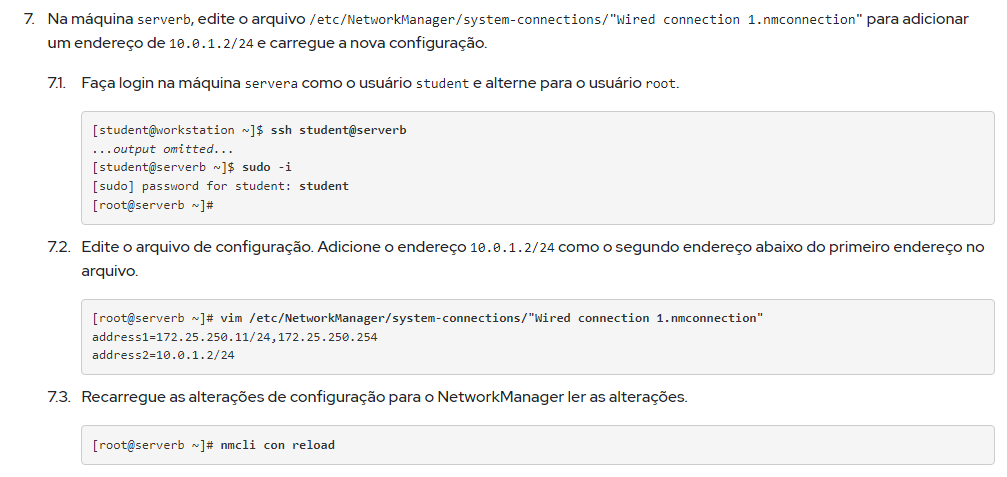 7. Na máquina serverb, edite o arquivo /etc/NetworkManager/system-connections/"Wired connection 1.nmconnection" para adicionar
um endereço de 10.0.1.2/24 e carregue a nova configuração.
7.1. Faça login na máquina servera como o usuário student e alterne para o usuário root.
[student@workstation ~]$ ssh student@serverb
...output omitted...
[student@serverb ~]$ sudo -i
[sudo] password for student: student
[root@serverb ~]#
7.2. Edite o arquivo de configuração. Adicione o endereço 10.0.1.2/24 como o segundo endereço abaixo do primeiro endereço no
arquivo.
[root@serverb ~]# vim /etc/NetworkManager/system-connections/"Wired connection 1.nmconnection"
address1=172.25.250.11/24,172.25.250.254
address2=10.0.1.2/24
7.3. Recarregue as alterações de configuração para o NetworkManager ler as alterações.
[root@serverb ~]# nmcli con reload